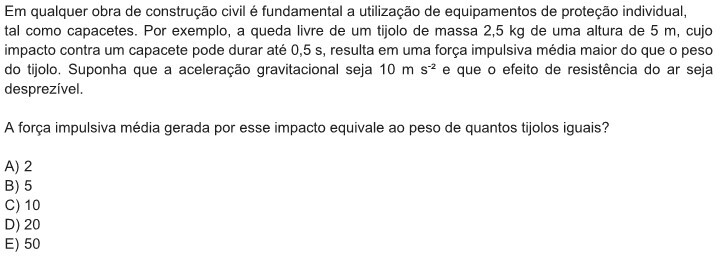 Em qualquer obra de construção civil é fundamental a utilização de equipamentos de proteção individual,
tal como capacetes. Por exemplo, a queda livre de um tijolo de massa 2,5 kg de uma altura de 5 m, cujo
impacto contra um capacete pode durar até 0,5 s, resulta em uma força impulsiva média maior do que o peso
do tijolo. Suponha que a aceleração gravitacional seja 10 m s⁻² e que o efeito de resistência do ar seja
desprezível.
A força impulsiva média gerada por esse impacto equivale ao peso de quantos tijolos iguais?
A) 2
B) 5
C) 10
D) 20
E) 50